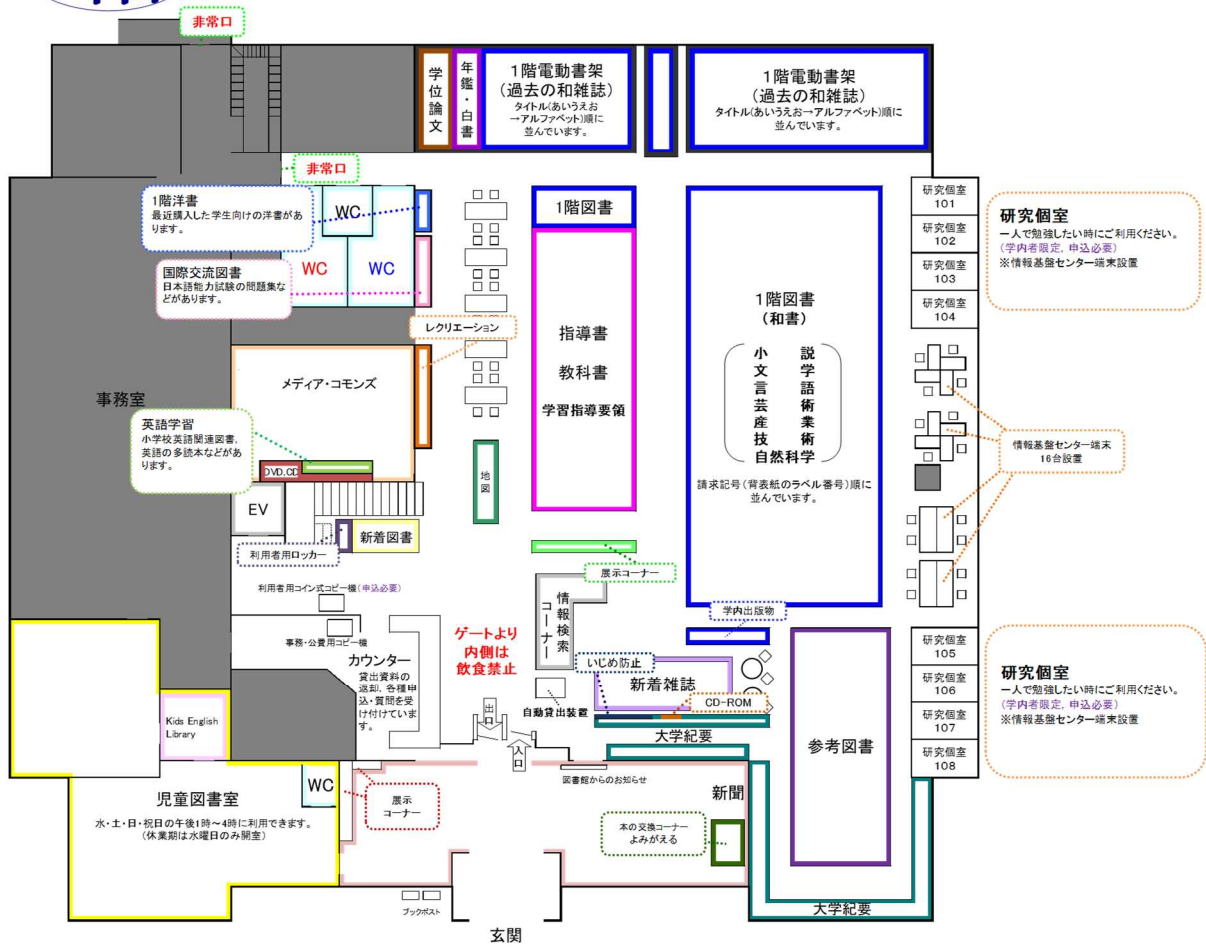 非常口
学位論文
年鑑・白書
1階電動書架
(過去の和雑誌)
タイトル(あいうえお
→アルファベット)順に
並んでいます。
1階電動書架
(過去の和雑誌)
タイトル(あいうえお→アルファベット)順に
並んでいます。
非常口
1階洋書
最近購入した学生向けの洋書があ
ります。
WC
WC
WC
国際交流図書
日本語能力試験の問題集な
どがあります。
1階図書
指導書
教科書
学習指導要領
1階図書
(和書)
小説
文学
言語
芸術
産業
技術
自然科学
請求記号(背表紙のラベル番号)順に
並んでいます。
研究個室
101
研究個室
102
研究個室
103
研究個室
104
研究個室
一人で勉強したい時にご利用ください。
(学内者限定, 申込必要)
※情報基盤センター端末設置
レクリエーション
メディア・コモンズ
事務室
英語学習
小学校英語関連図書,
英語の多読本などがあ
ります。
DVD,CD
地図
情報基盤センター端末
16台設置
EV
新着図書
利用者用ロッカー
展示コーナー
利用者用コイン式コピー機(申込必要)
情報検索
コーナー
学内出版物
事務・公費用コピー機
カウンター
貸出資料の
返却, 各種申
込・質問を受
け付けていま
す。
ゲートより
内側は
飲食禁止
いじめ防止
新着雑誌
CD-ROM
自動貸出装置
出口
入口
大学紀要
参考図書
研究個室
105
研究個室
106
研究個室
107
研究個室
108
研究個室
一人で勉強したい時にご利用ください。
(学内者限定, 申込必要)
※情報基盤センター端末設置
Kids English
Library
児童図書室
水・土・日・祝日の午後1時～4時に利用できます。
(休業期は水曜日のみ開室)
WC
展示
コーナー
図書館からのお知らせ
新聞
本の交換コーナー
よみがえる
ブックポスト
大学紀要
玄関